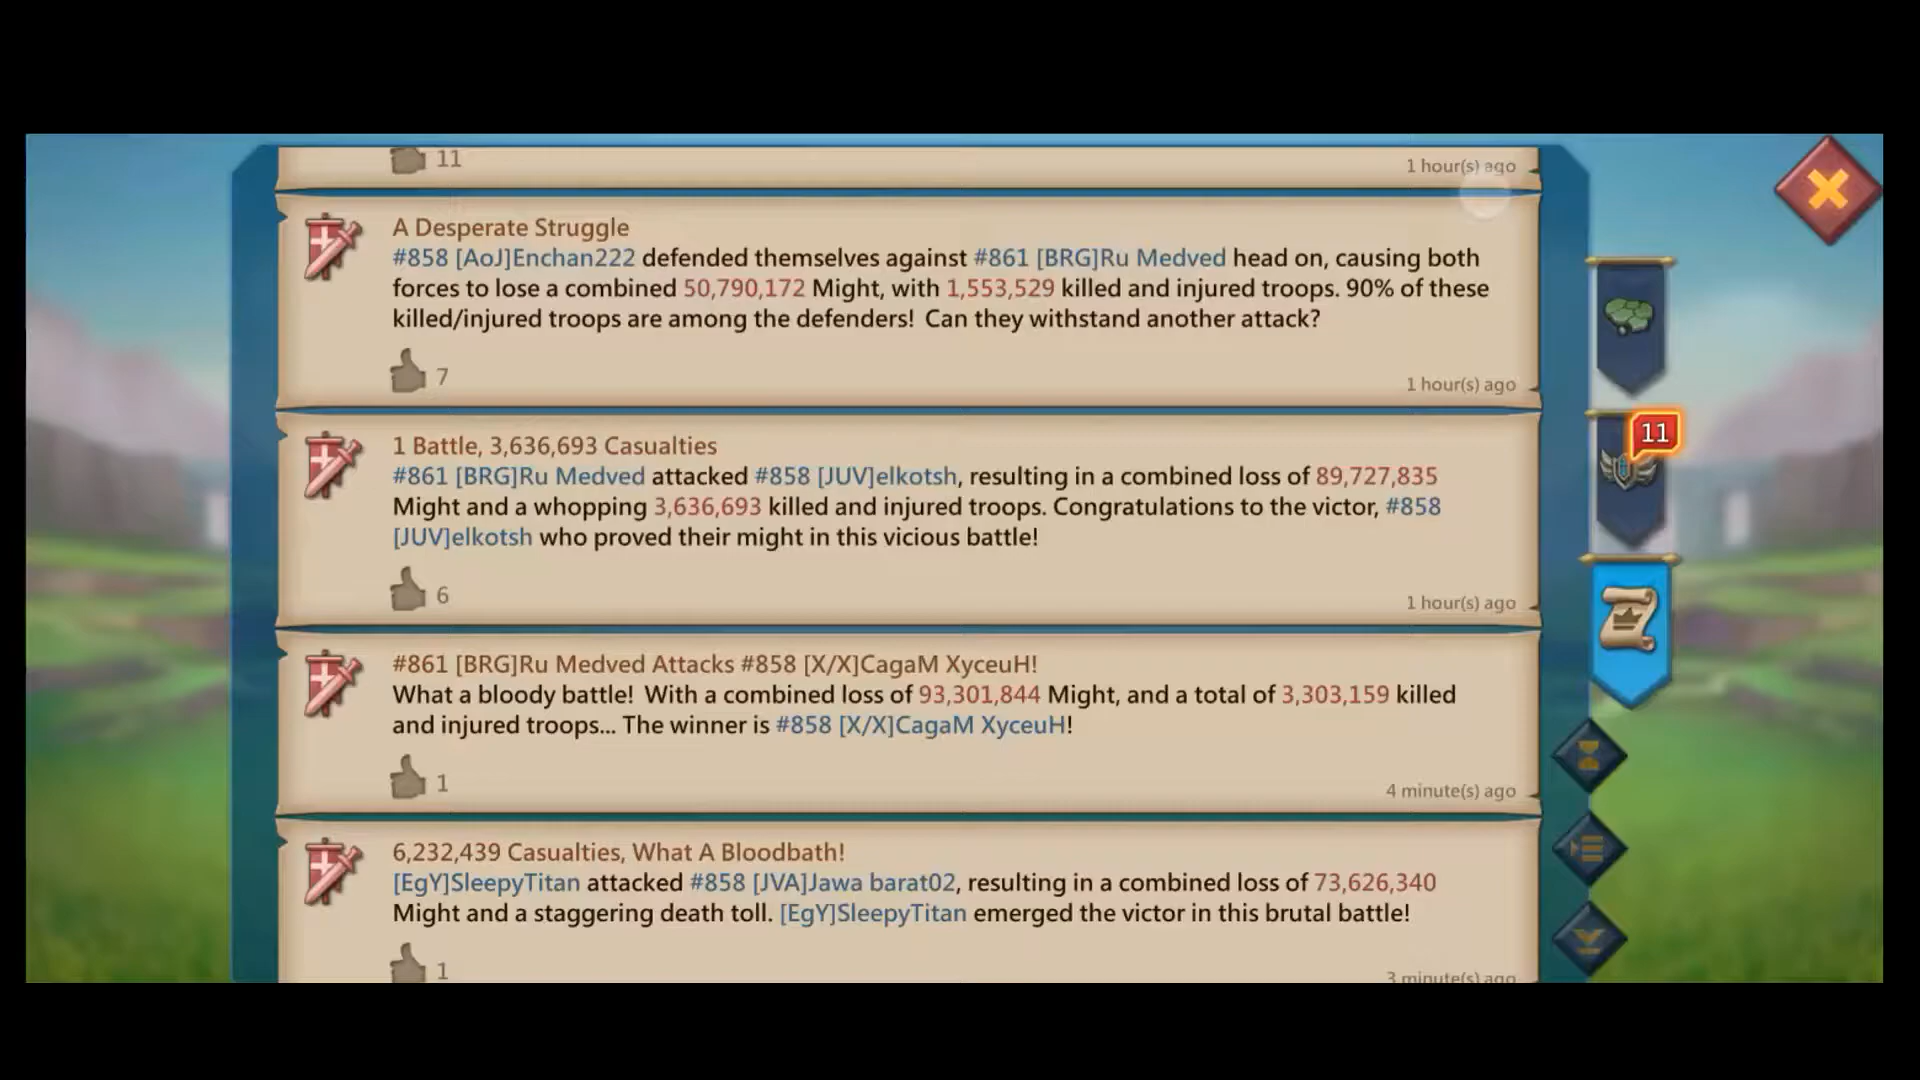 11
1 hour(s) ago
A Desperate Struggle
#858 [AoJ]Enchan222 defended themselves against #861 [BRG]Ru Medved head on, causing both
forces to lose a combined 50,790,172 Might, with 1,553,529 killed and injured troops. 90% of these
killed/injured troops are among the defenders! Can they withstand another attack?
7
1 hour(s) ago
1 Battle, 3,636,693 Casualties
#861 [BRG]Ru Medved attacked #858 [JUV]elkotsh, resulting in a combined loss of 89,727,835
Might and a whopping 3,636,693 killed and injured troops. Congratulations to the victor, #858
[JUV]elkotsh who proved their might in this vicious battle!
6
1 hour(s) ago
#861 [BRG]Ru Medved Attacks #858 [X/X]CagaM XyceuH!
What a bloody battle! With a combined loss of 93,301,844 Might, and a total of 3,303,159 killed
and injured troops... The winner is #858 [X/X]CagaM XyceuH!
1
4 minute(s) ago
6,232,439 Casualties, What A Bloodbath!
[EgY]SleepyTitan attacked #858 [JVA]Jawa barat02, resulting in a combined loss of 73,626,340
Might and a staggering death toll. [EgY]SleepyTitan emerged the victor in this brutal battle!
1
3 minute(s) ago
11